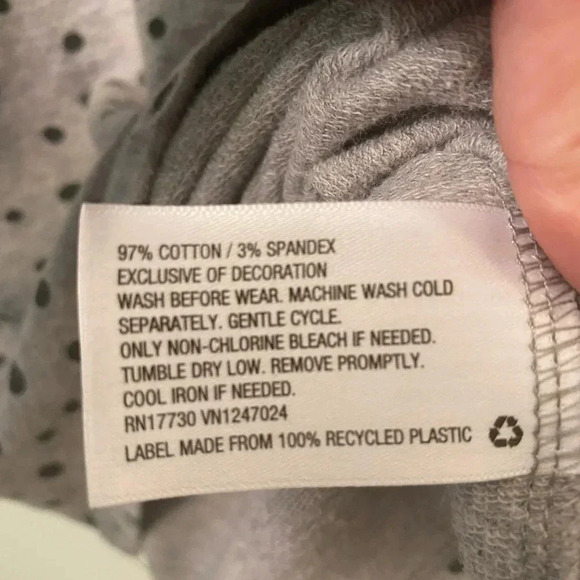 97% COTTON / 3% SPANDEX
EXCLUSIVE OF DECORATION
WASH BEFORE WEAR. MACHINE WASH COLD
SEPARATELY. GENTLE CYCLE.
ONLY NON-CHLORINE BLEACH IF NEEDED.
TUMBLE DRY LOW. REMOVE PROMPTLY.
COOL IRON IF NEEDED.
RN17730 VN1247024
LABEL MADE FROM 100% RECYCLED PLASTIC